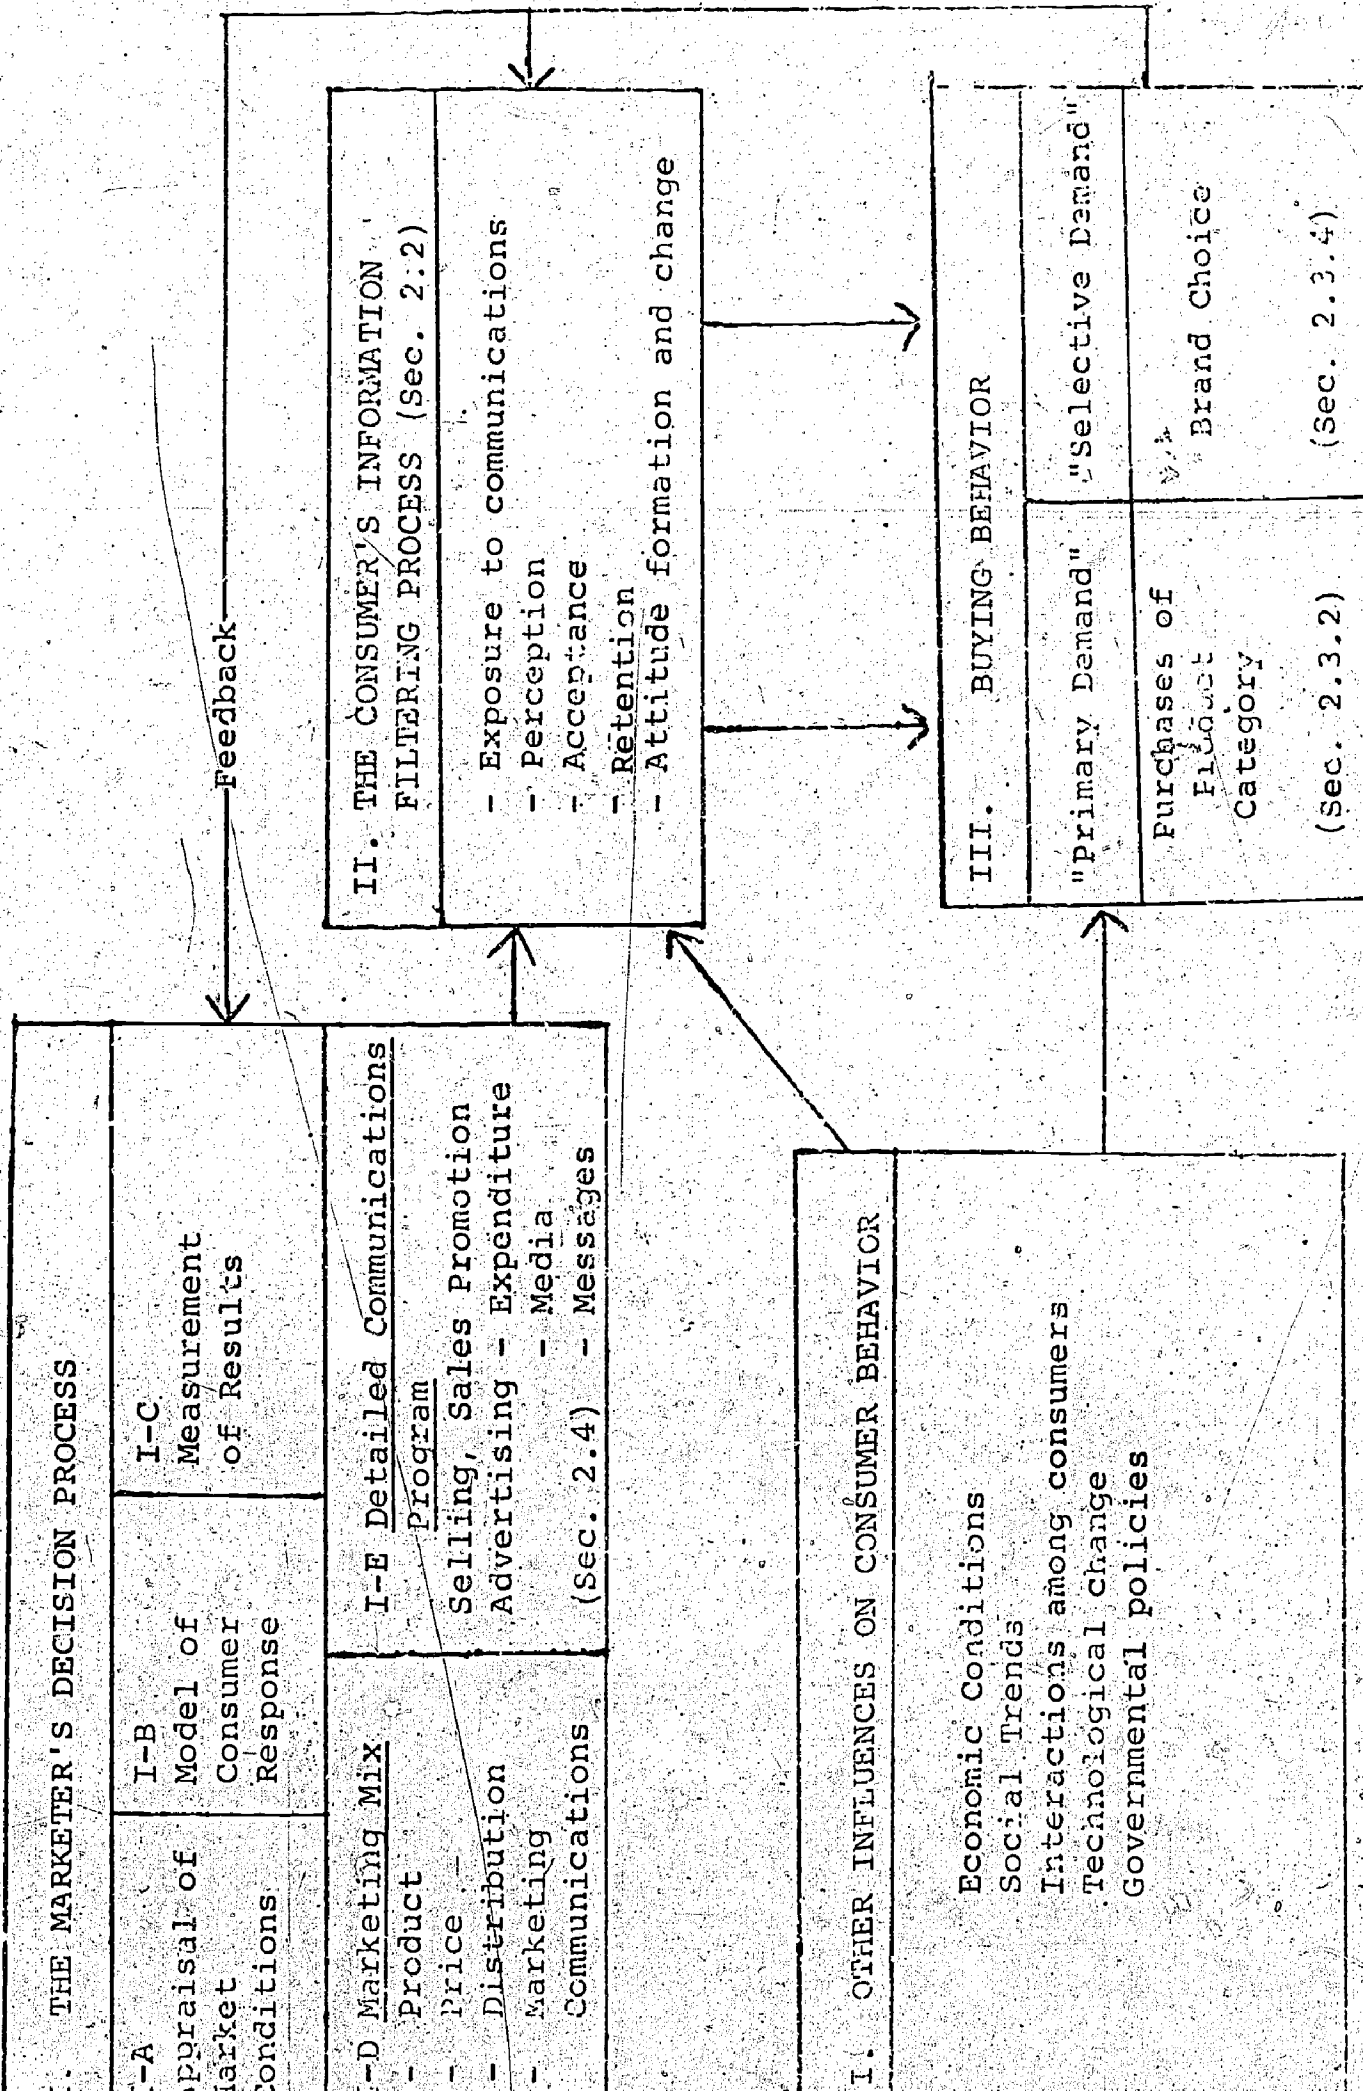 . THE MARKETER'S DECISION PROCESS
-A
ppraisal of
arket
onditions
I-B
Model of
Consumer
Response
I-C
Measurement
of Results
-D Marketing Mix
- Product
- Price
- Distribution
- Marketing
Communications
I-E Detailed Communications
Program
Selling, Sales Promotion
Advertising - Expenditure
- Media
(Sec. 2.4) - Messages
Feedback
II. THE CONSUMER'S INFORMATION
FILTERING PROCESS (Sec. 2.2)
- Exposure to communications
- Perception
- Acceptance
- Retention
- Attitude formation and change
I. OTHER INFLUENCES ON CONSUMER BEHAVIOR
Economic Conditions
Social Trends
Interactions among consumers
Technological change
Governmental policies
III. BUYING BEHAVIOR
"Primary Demand"
"Selective Demand"
Purchases of
Product
Category
(Sec. 2.3.2)
Brand Choice
(Sec. 2.3.4)